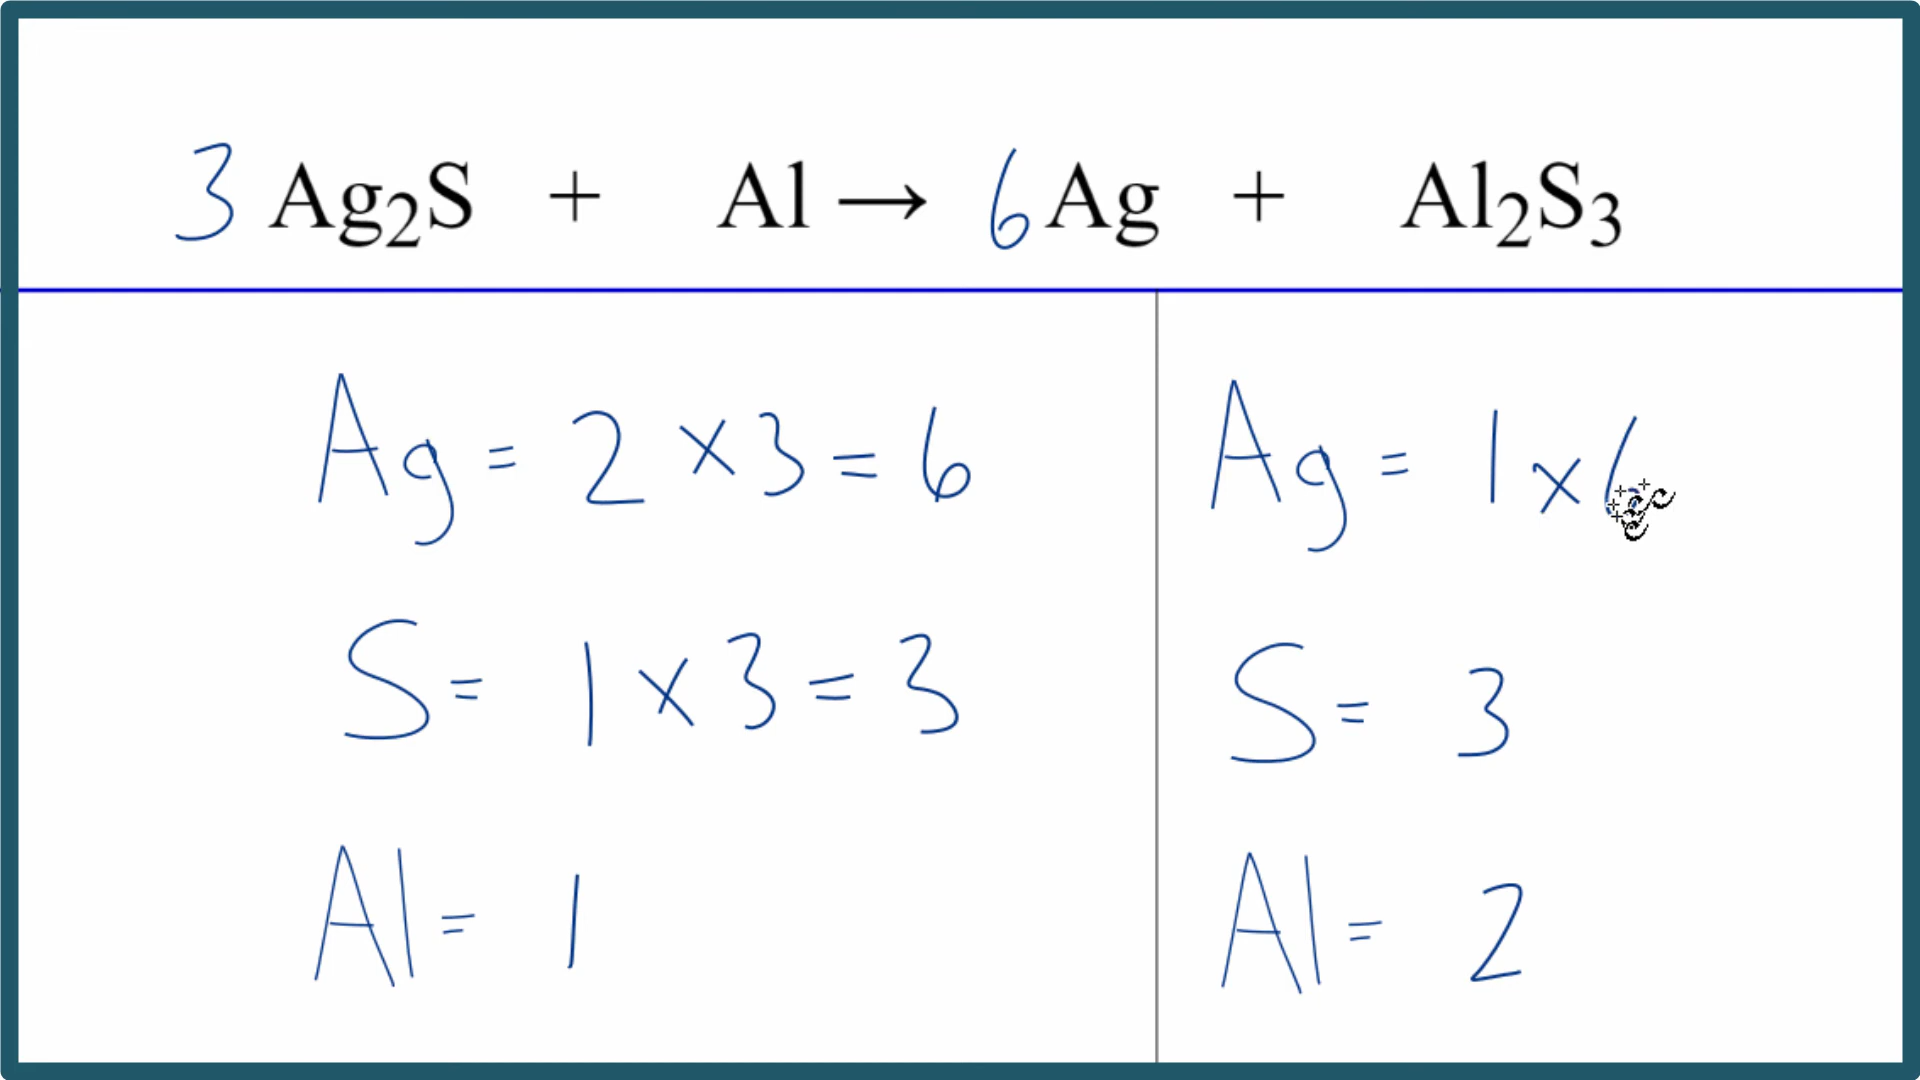 3 Ag₂S + Al → 6 Ag + Al₂S₃
Ag = 2 x 3 = 6
S = 1 x 3 = 3
Al = 1
Ag = 1 x 6
S = 3
Al = 2